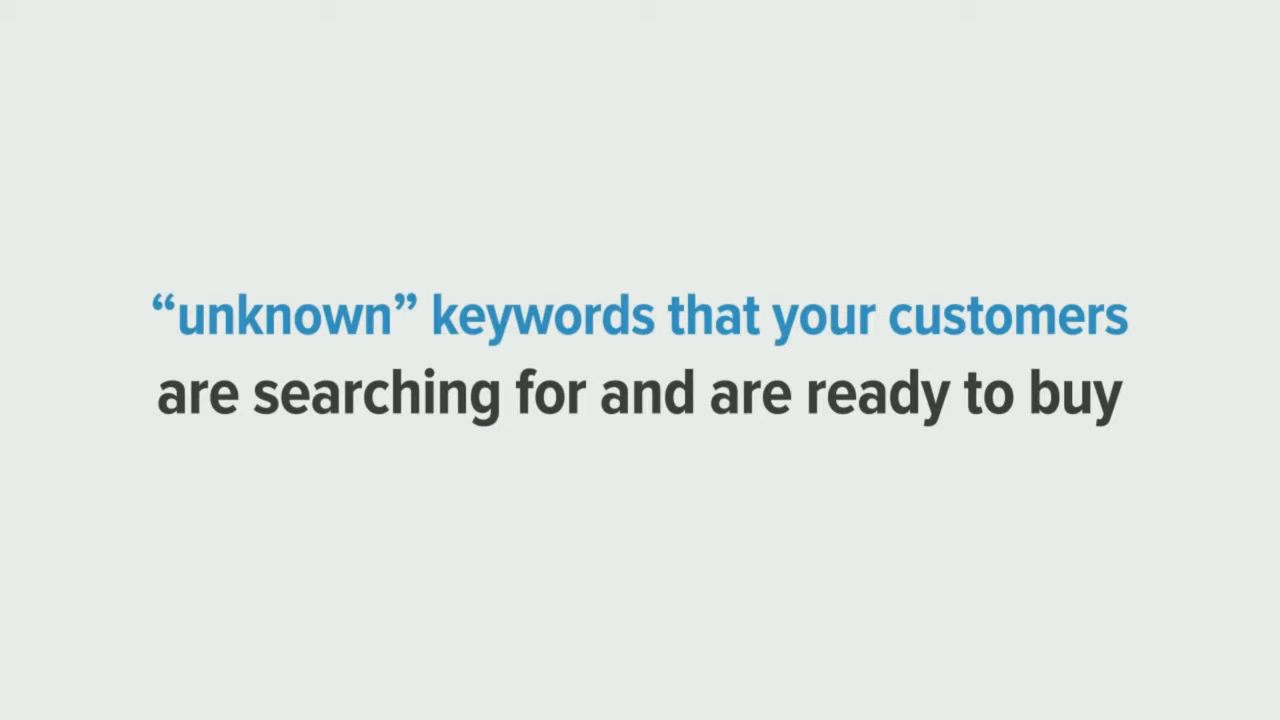 “unknown” keywords that your customers
are searching for and are ready to buy